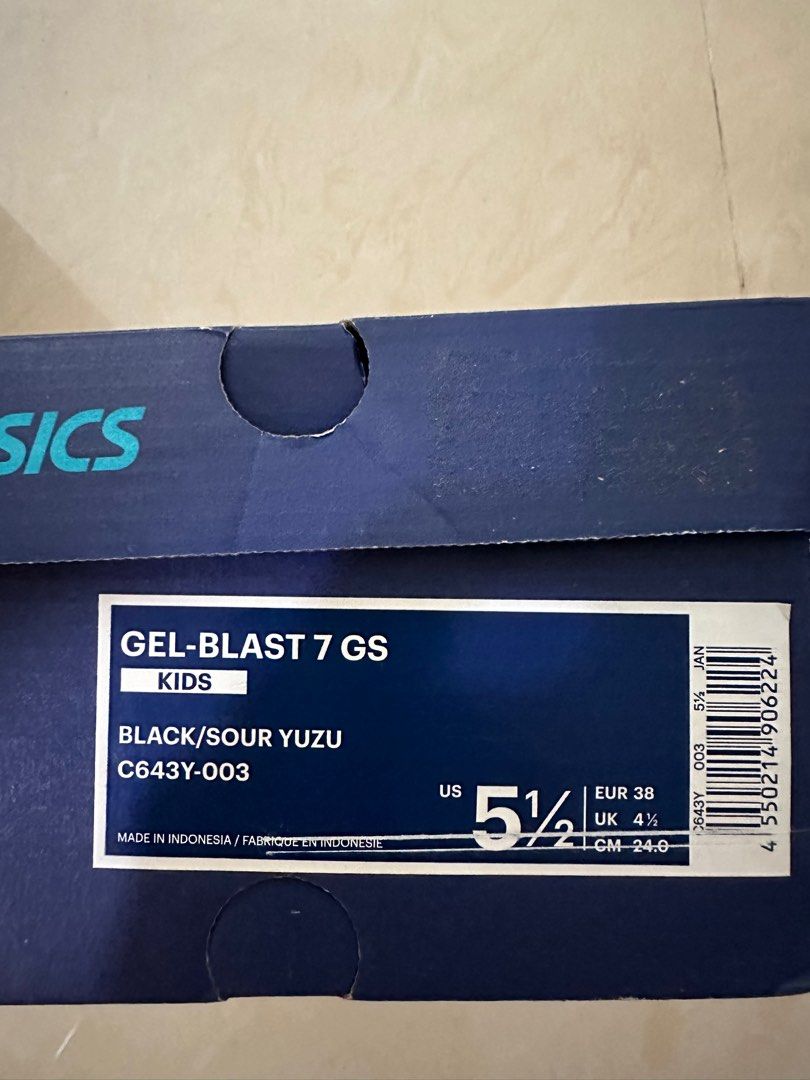 SICS
GEL-BLAST 7 GS
KIDS
BLACK/SOUR YUZU
C643Y-003
US 5½
EUR 38
UK 4½
CM 24.0
MADE IN INDONESIA / FABRIQUE EN INDONÉSIE
C643Y 003 5½ JAN
4 550214 906224